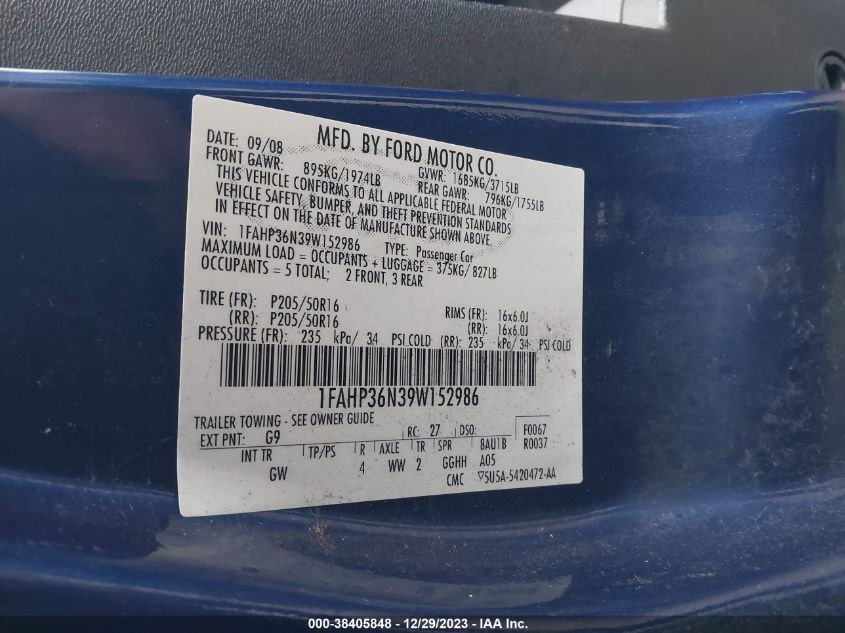 MFD. BY FORD MOTOR CO.
DATE: 09/08 GVWR: 1685KG/3715LB
FRONT GAWR: 895KG/1974LB REAR GAWR: 796KG/1755LB
THIS VEHICLE CONFORMS TO ALL APPLICABLE FEDERAL MOTOR
VEHICLE SAFETY, BUMPER, AND THEFT PREVENTION STANDARDS
IN EFFECT ON THE DATE OF MANUFACTURE SHOWN ABOVE.
VIN: 1FAHP36N39W152986 TYPE: Passenger Car
MAXIMUM LOAD = OCCUPANTS + LUGGAGE = 375KG/ 827LB
OCCUPANTS = 5 TOTAL; 2 FRONT, 3 REAR
TIRE (FR): P205/50R16 RIMS (FR): 16x6.0J
(RR): P205/50R16 (RR): 16x6.0J
PRESSURE (FR): 235 kPa/ 34 PSI COLD (RR): 235 kPa/ 34 PSI COLD
1FAHP36N39W152986
TRAILER TOWING - SEE OWNER GUIDE
EXT PNT: G9 RC: 27 DSO: F0067
R0037
INT TR TP/PS R AXLE TR SPR 8AU1B
GW 4 WW 2 GGHH A05
CMC ▽5U5A-5420472-AA
000-38405848 - 12/29/2023 - IAA Inc.